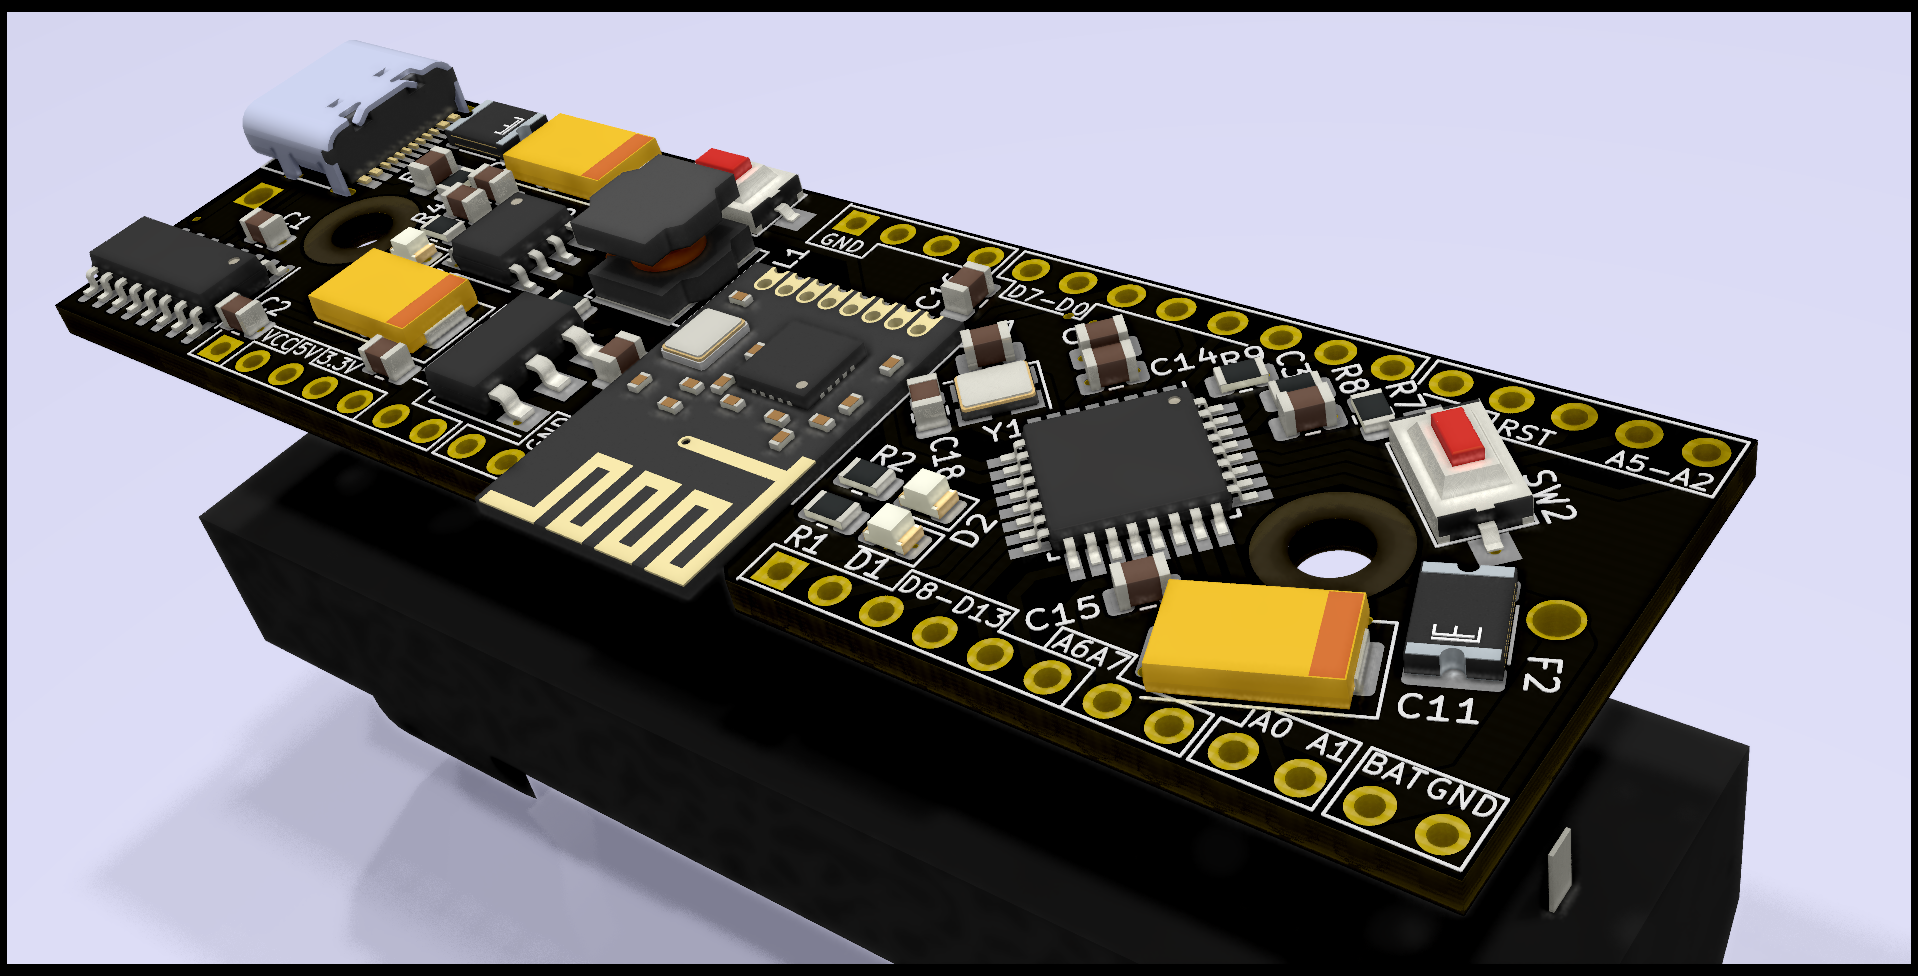 C1
R4
C2
VCC
5V
3.3V
GND
L1
D7-D0
C14
R9
C3
R8
R7
RST
A5-A2
SW2
Y1
C18
R2
D2
R1
D1
D8-D13
C15
A6
A7
F2
C11
A0
A1
BAT
GND